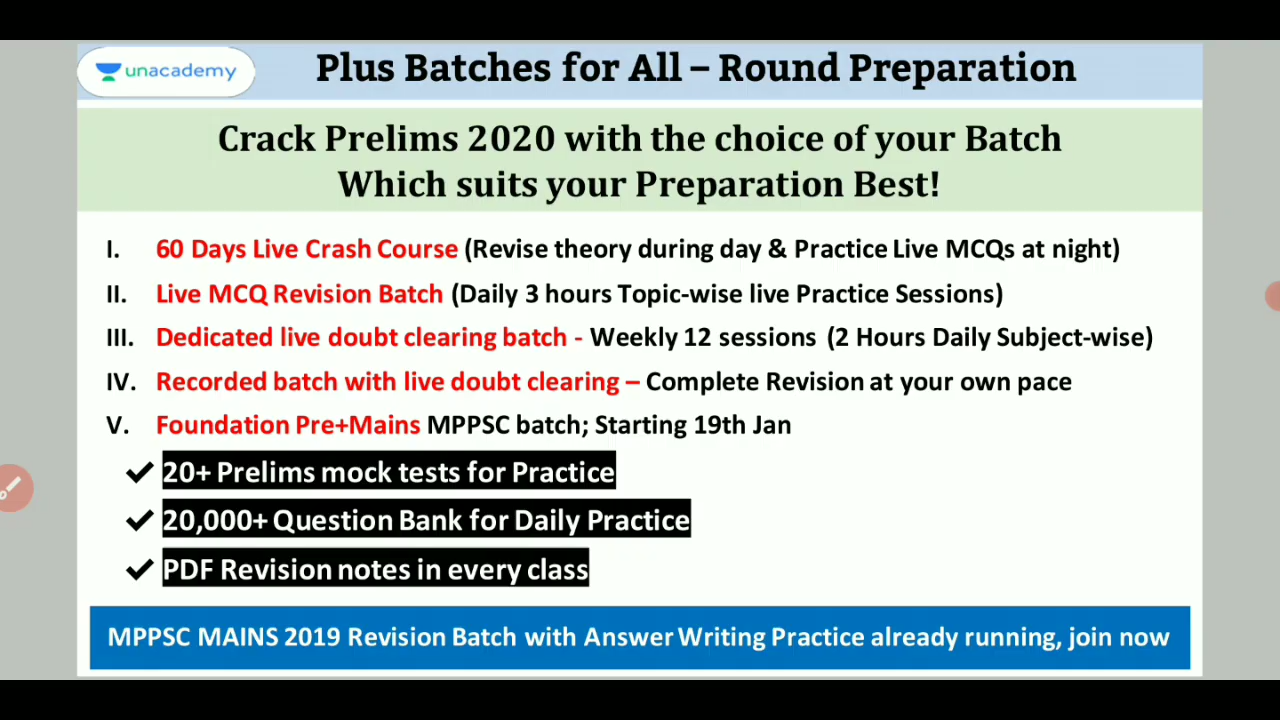 unacademy
Plus Batches for All – Round Preparation
Crack Prelims 2020 with the choice of your Batch
Which suits your Preparation Best!
I. 60 Days Live Crash Course (Revise theory during day & Practice Live MCQs at night)
II. Live MCQ Revision Batch (Daily 3 hours Topic-wise live Practice Sessions)
III. Dedicated live doubt clearing batch - Weekly 12 sessions (2 Hours Daily Subject-wise)
IV. Recorded batch with live doubt clearing – Complete Revision at your own pace
V. Foundation Pre+Mains MPPSC batch; Starting 19th Jan
✓ 20+ Prelims mock tests for Practice
✓ 20,000+ Question Bank for Daily Practice
✓ PDF Revision notes in every class
MPPSC MAINS 2019 Revision Batch with Answer Writing Practice already running, join now